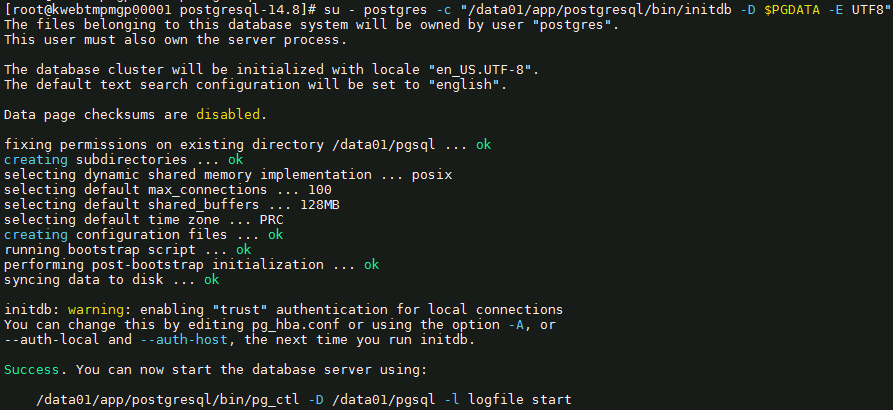 [root@kwebtmpmgp00001 postgresql-14.8]# su - postgres -c "/data01/app/postgresql/bin/initdb -D $PGDATA -E UTF8"
The files belonging to this database system will be owned by user "postgres".
This user must also own the server process.
The database cluster will be initialized with locale "en_US.UTF-8".
The default text search configuration will be set to "english".
Data page checksums are disabled.
fixing permissions on existing directory /data01/pgsql ... ok
creating subdirectories ... ok
selecting dynamic shared memory implementation ... posix
selecting default max_connections ... 100
selecting default shared_buffers ... 128MB
selecting default time zone ... PRC
creating configuration files ... ok
running bootstrap script ... ok
performing post-bootstrap initialization ... ok
syncing data to disk ... ok
initdb: warning: enabling "trust" authentication for local connections
You can change this by editing pg_hba.conf or using the option -A, or
--auth-local and --auth-host, the next time you run initdb.
Success. You can now start the database server using:
/data01/app/postgresql/bin/pg_ctl -D /data01/pgsql -l logfile start